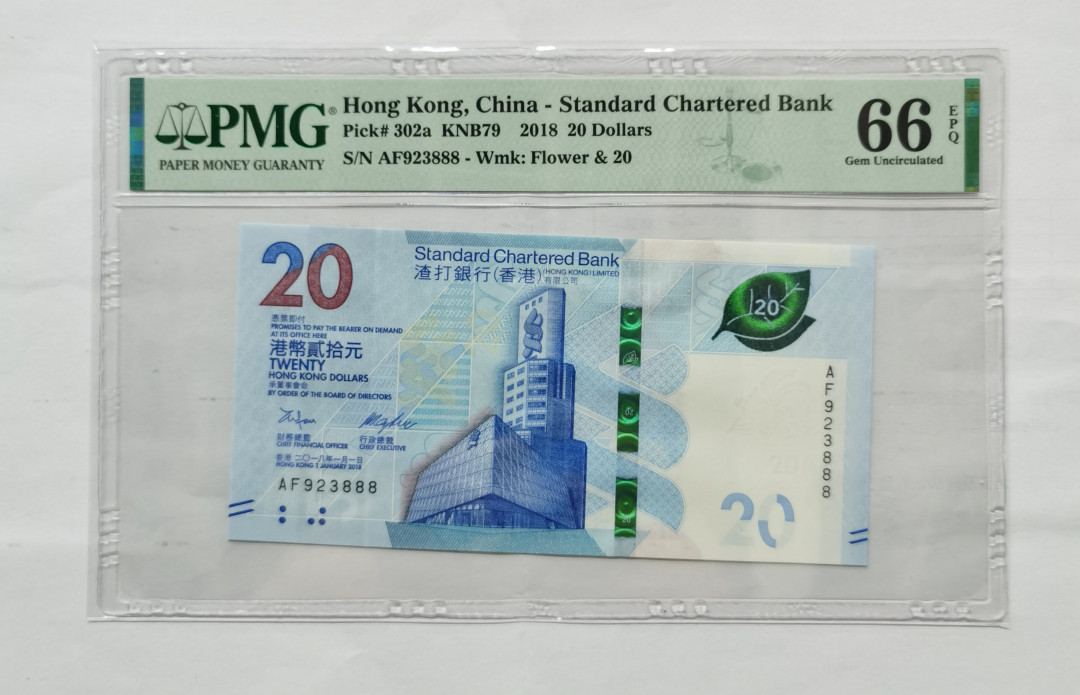 PMG®
PAPER MONEY GUARANTY
Hong Kong, China - Standard Chartered Bank
Pick# 302a KNB79 2018 20 Dollars
S/N AF923888 - Wmk: Flower & 20
66
EPQ
Gem Uncirculated
20
Standard Chartered Bank
渣打銀行(香港)
(HONG KONG) LIMITED
有限公司
憑票即付
PROMISES TO PAY THE BEARER ON DEMAND
AT ITS OFFICE HERE
港幣貳拾元
TWENTY
HONG KONG DOLLARS
承董事會命
BY ORDER OF THE BOARD OF DIRECTORS
財務總監
CHIEF FINANCIAL OFFICER
行政總裁
CHIEF EXECUTIVE
香港二〇一八年一月一日
HONG KONG 1 JANUARY 2018
AF923888
20
AF923888
20
20